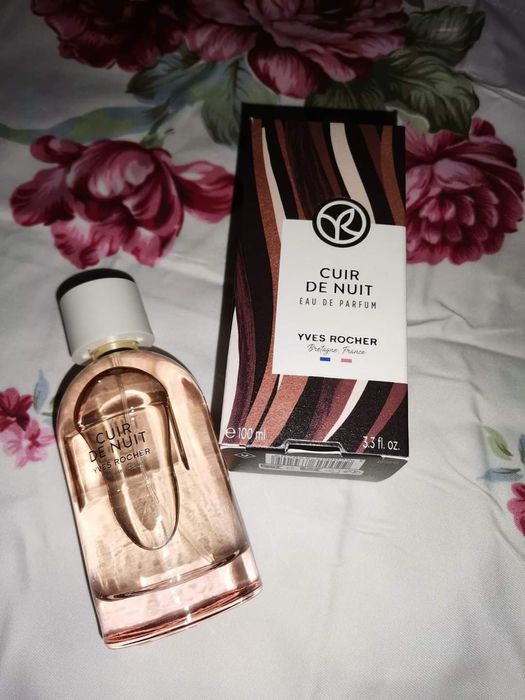 CUIR
DE NUIT
EAU DE PARFUM
YVES ROCHER
Bretagne, France
℮ 100 ml
3.3 fl. oz.
CUIR
DE NUIT
YVES ROCHER